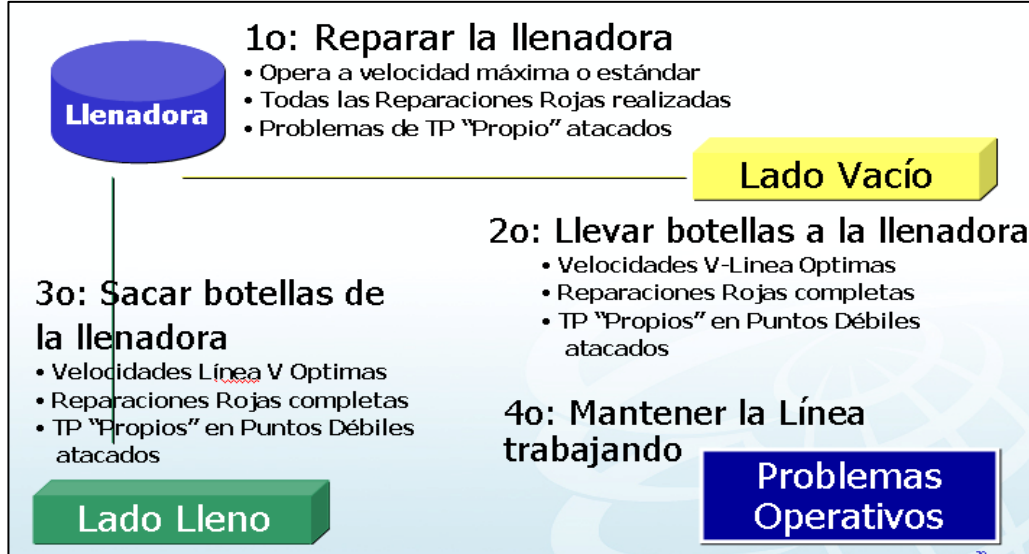 1o: Reparar la llenadora
• Opera a velocidad máxima o estándar
• Todas las Reparaciones Rojas realizadas
• Problemas de TP “Propio” atacados
Llenadora
Lado Vacío
2o: Llevar botellas a la llenadora
• Velocidades V-Linea Optimas
• Reparaciones Rojas completas
• TP “Propios” en Puntos Débiles
atacados
3o: Sacar botellas de
la llenadora
• Velocidades Línea V Optimas
• Reparaciones Rojas completas
• TP “Propios” en Puntos Débiles
atacados
Lado Lleno
4o: Mantener la Línea
trabajando
Problemas
Operativos